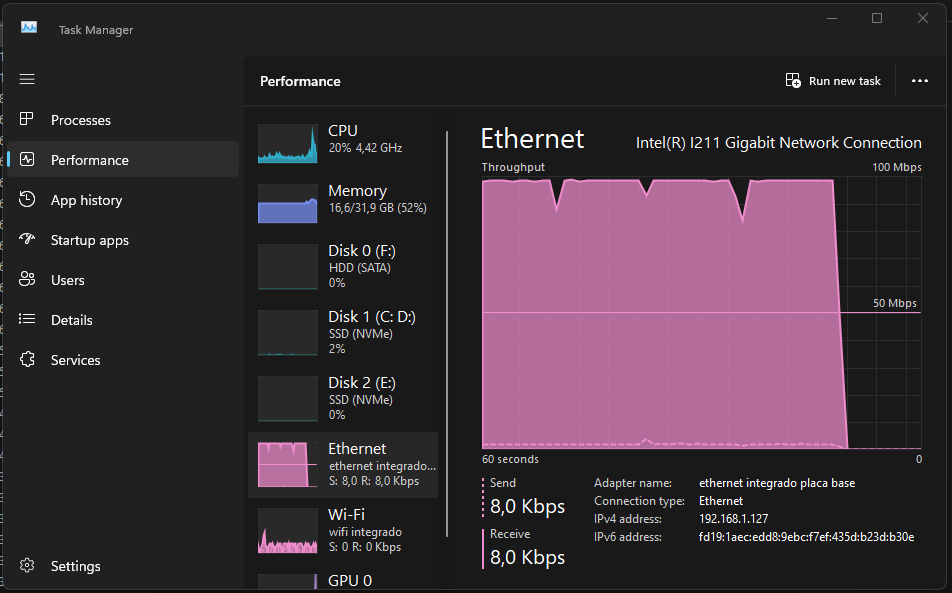 Task Manager
Processes
Performance
App history
Startup apps
Users
Details
Services
Settings
Performance
Run new task
CPU
20% 4,42 GHz
Memory
16,6/31,9 GB (52%)
Disk 0 (F:)
HDD (SATA)
0%
Disk 1 (C: D:)
SSD (NVMe)
2%
Disk 2 (E:)
SSD (NVMe)
0%
Ethernet
ethernet integrado...
S: 8,0 R: 8,0 Kbps
Wi-Fi
wifi integrado
S: 0 R: 0 Kbps
GPU 0
Ethernet
Intel(R) I211 Gigabit Network Connection
Throughput
100 Mbps
50 Mbps
60 seconds
0
Send
8,0 Kbps
Receive
8,0 Kbps
Adapter name: ethernet integrado placa base
Connection type: Ethernet
IPv4 address: 192.168.1.127
IPv6 address: fd19:1aec:edd8:9ebc:f7ef:435d:b23d:b30e